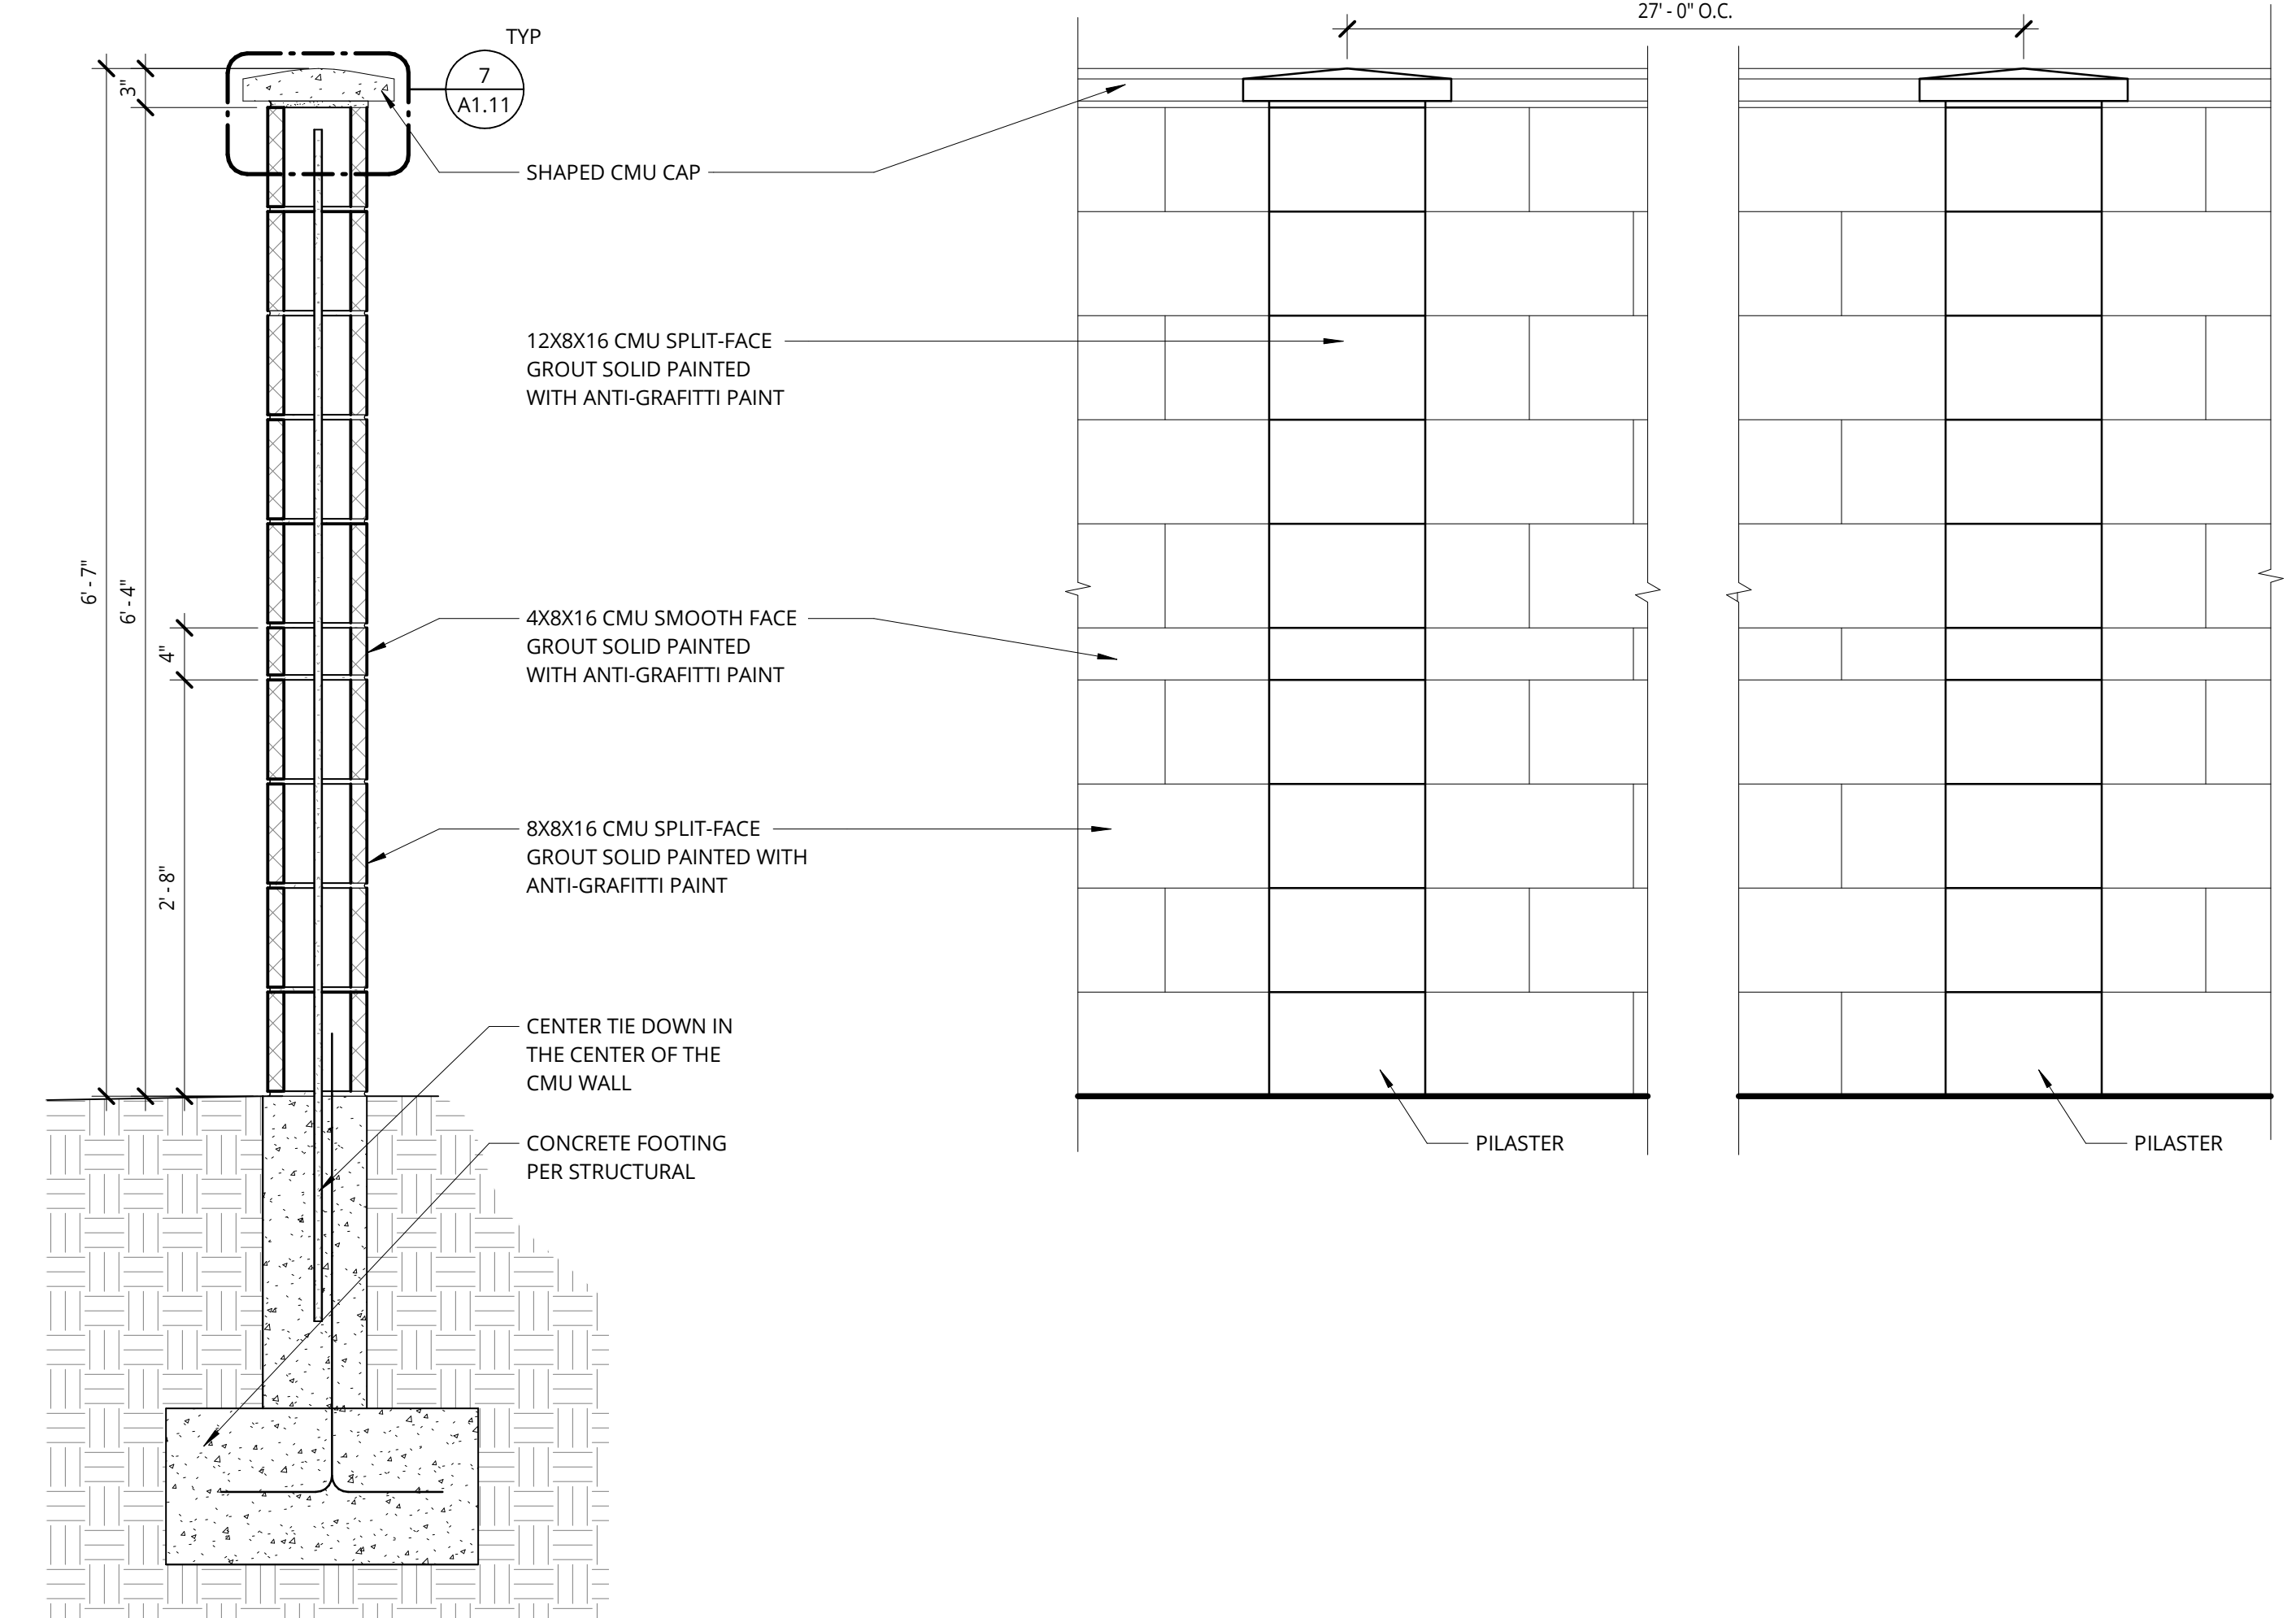 27' - 0" O.C.
TYP
7
A1.11
3"
SHAPED CMU CAP
12X8X16 CMU SPLIT-FACE
GROUT SOLID PAINTED
WITH ANTI-GRAFITTI PAINT
6' - 7"
6' - 4"
4"
4X8X16 CMU SMOOTH FACE
GROUT SOLID PAINTED
WITH ANTI-GRAFITTI PAINT
2' - 8"
8X8X16 CMU SPLIT-FACE
GROUT SOLID PAINTED WITH
ANTI-GRAFITTI PAINT
CENTER TIE DOWN IN
THE CENTER OF THE
CMU WALL
CONCRETE FOOTING
PER STRUCTURAL
PILASTER
PILASTER